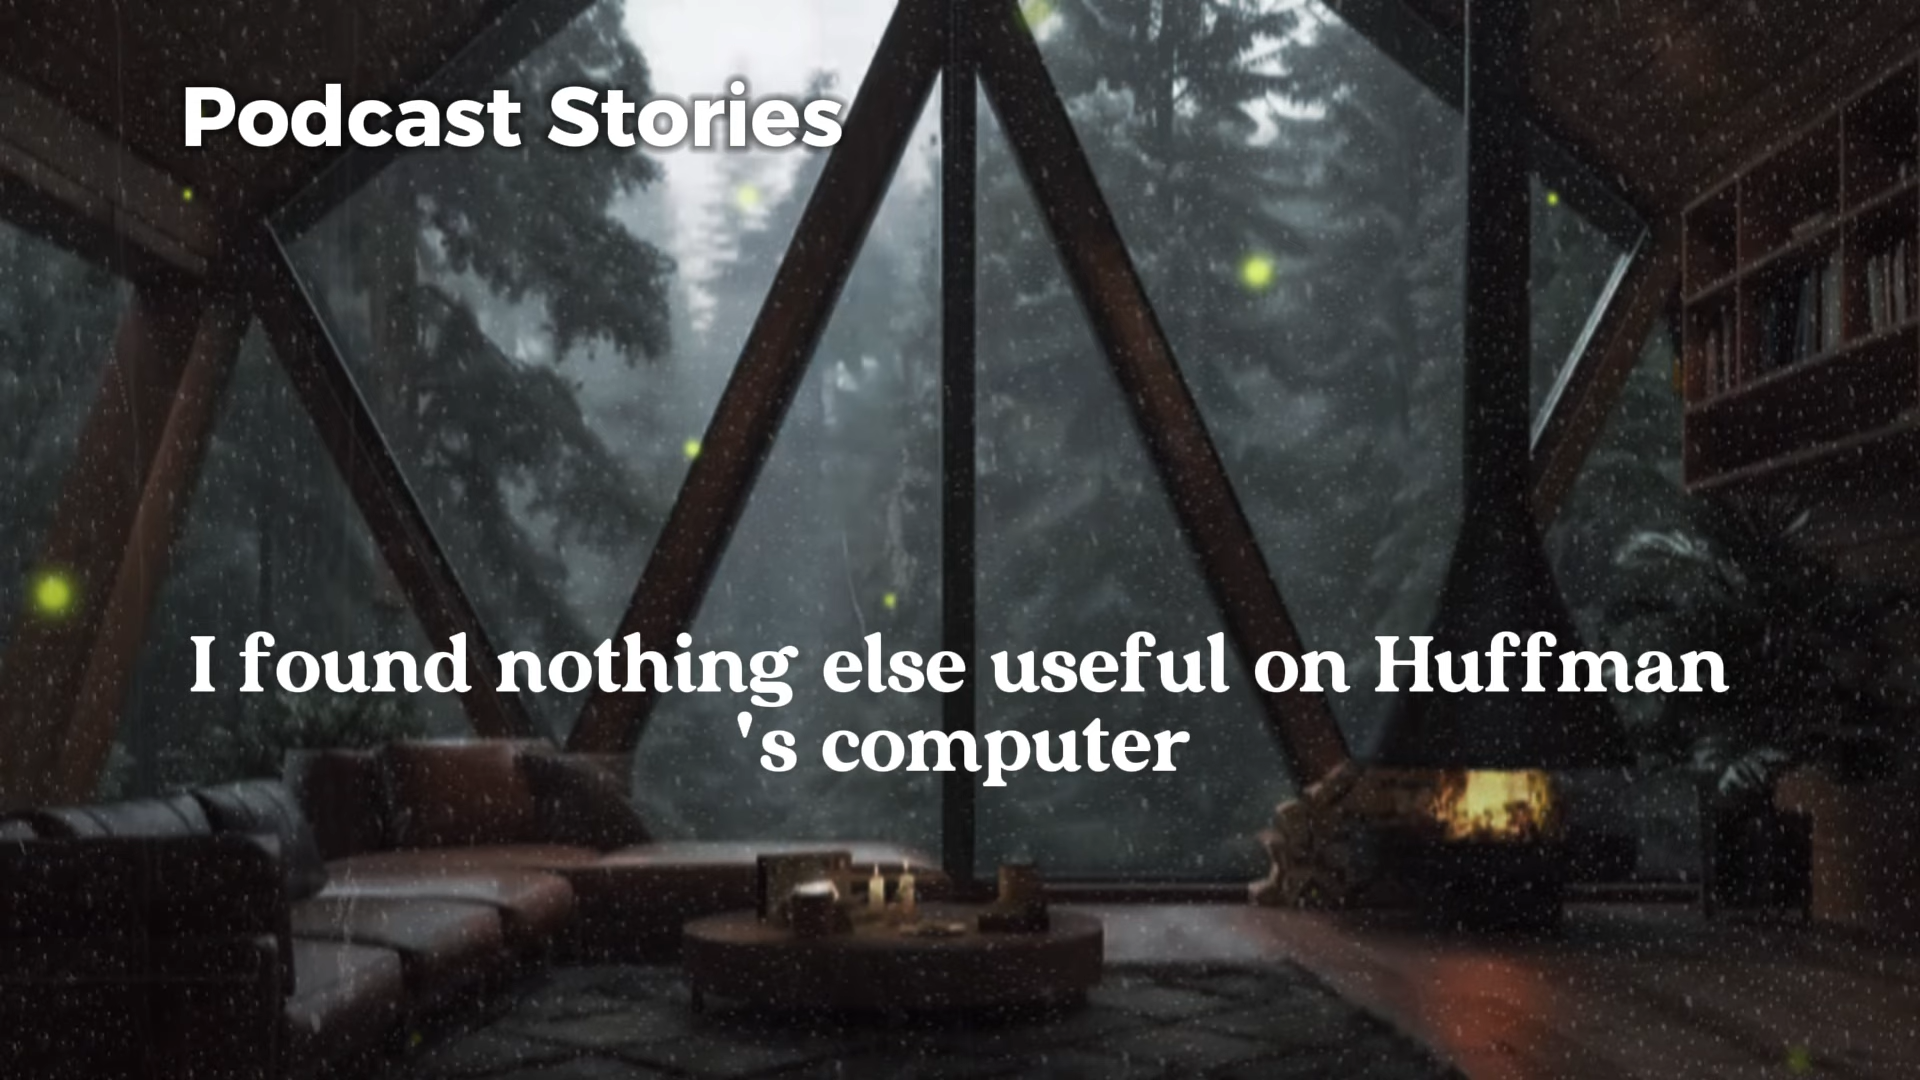 Podcast Stories
I found nothing else useful on Huffman
's computer